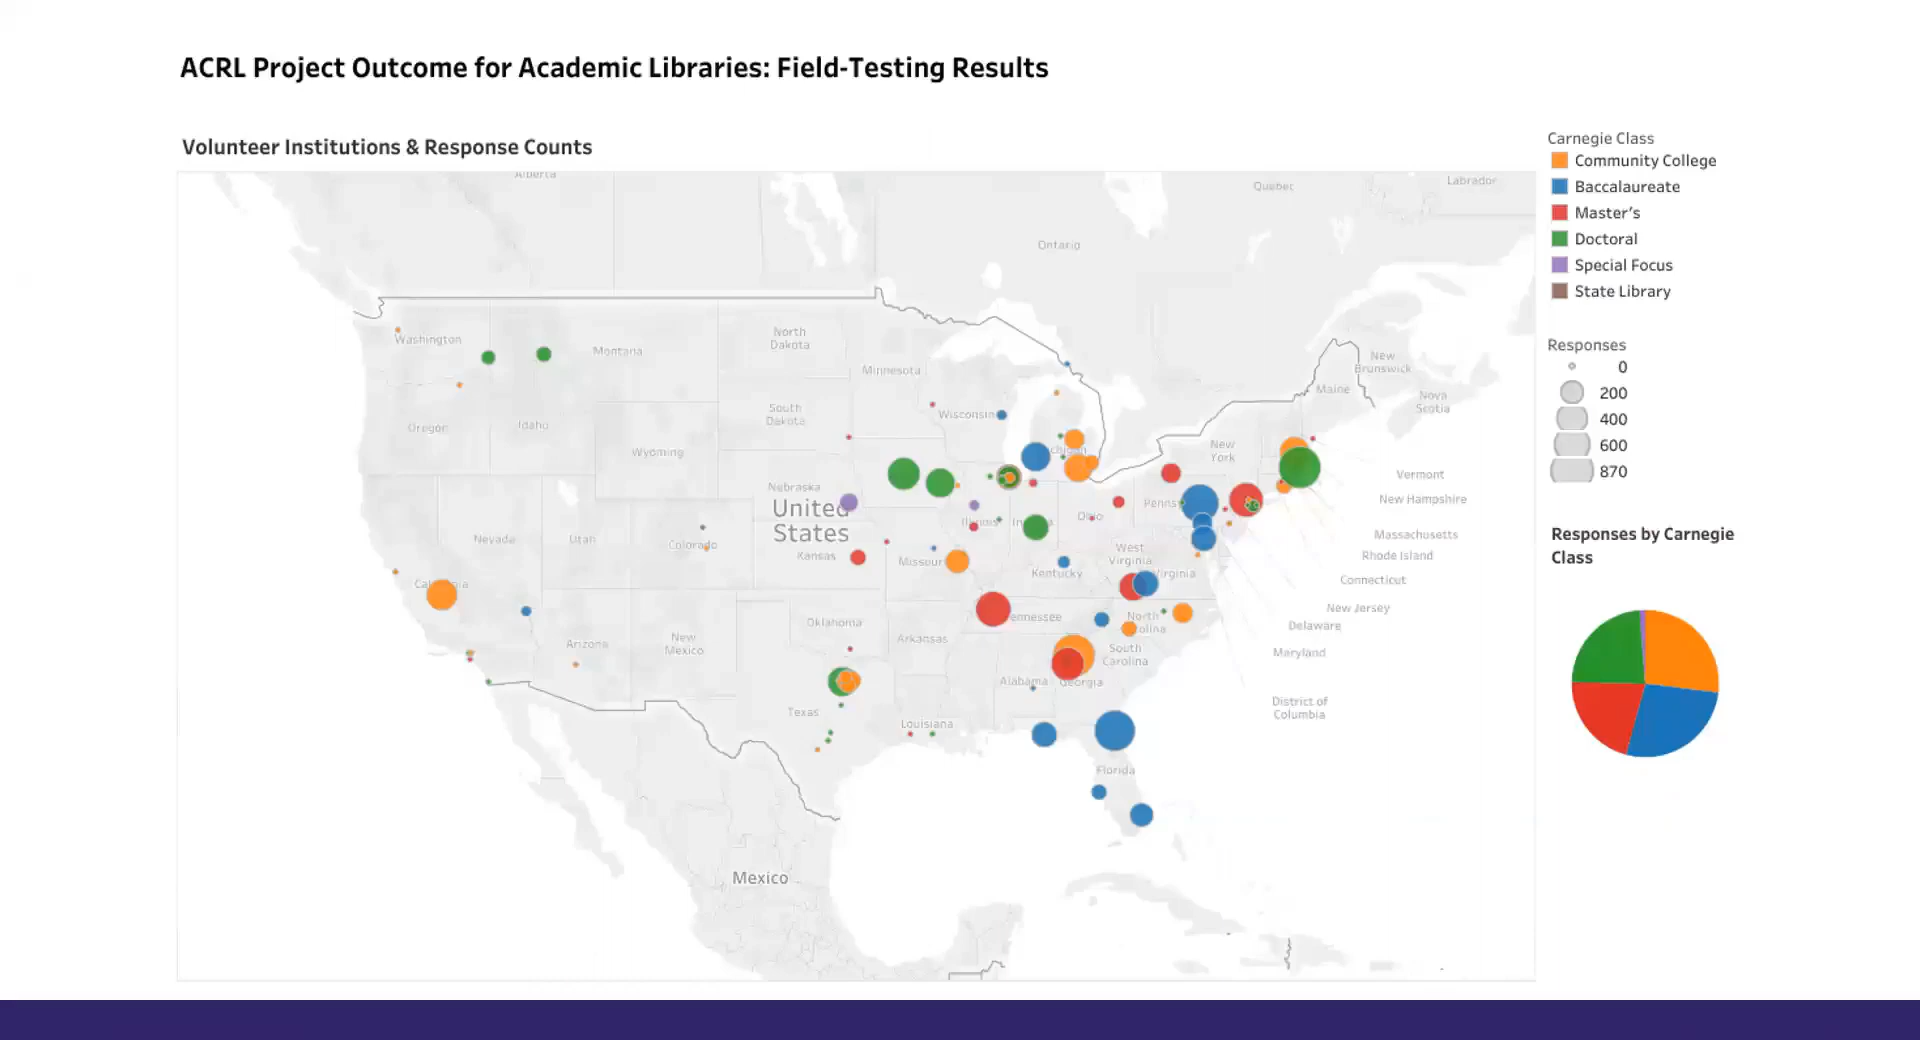 ACRL Project Outcome for Academic Libraries: Field-Testing Results
Volunteer Institutions & Response Counts
Alberta
Quebec
Labrador
Ontario
Washington
Montana
North
Dakota
Minnesota
Oregon
Idaho
South
Dakota
Wisconsin
Wyoming
Nebraska
United
States
Nevada
Utah
Colorado
Kansas
Missouri
Kentucky
West
Virginia
Virginia
Ohio
New
York
Maine
New
Brunswick
Nova
Scotia
Vermont
New Hampshire
Massachusetts
Rhode Island
Connecticut
New Jersey
Delaware
Maryland
District of
Columbia
Arizona
New
Mexico
Oklahoma
Arkansas
North
South
Carolina
Alabama
Georgia
Texas
Louisiana
Florida
Mexico
Carnegie Class
Community College
Baccalaureate
Master's
Doctoral
Special Focus
State Library
Responses
0
200
400
600
870
Responses by Carnegie
Class